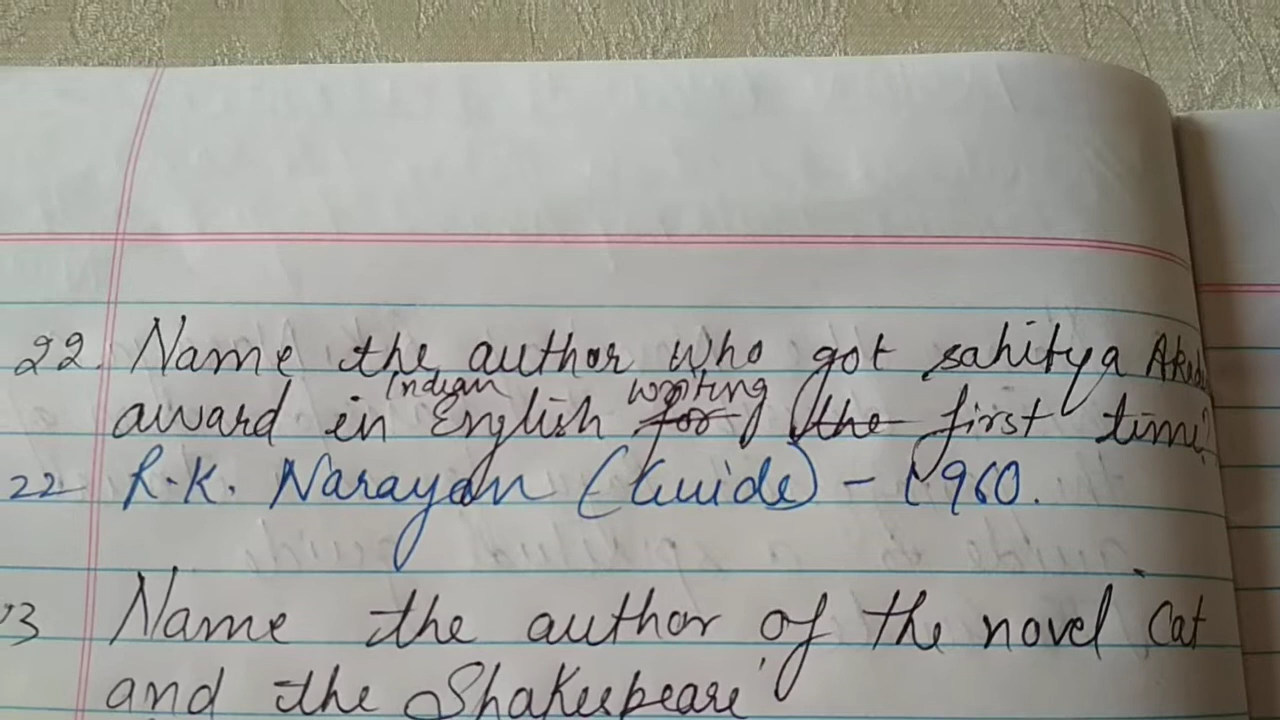 22. Name the author who got sahitya Akad
Indian writing
award in English for the first time?
22 R.K. Narayan (Guide) - 1960.
23 Name the author of the novel Cat
and the Shakespeare'